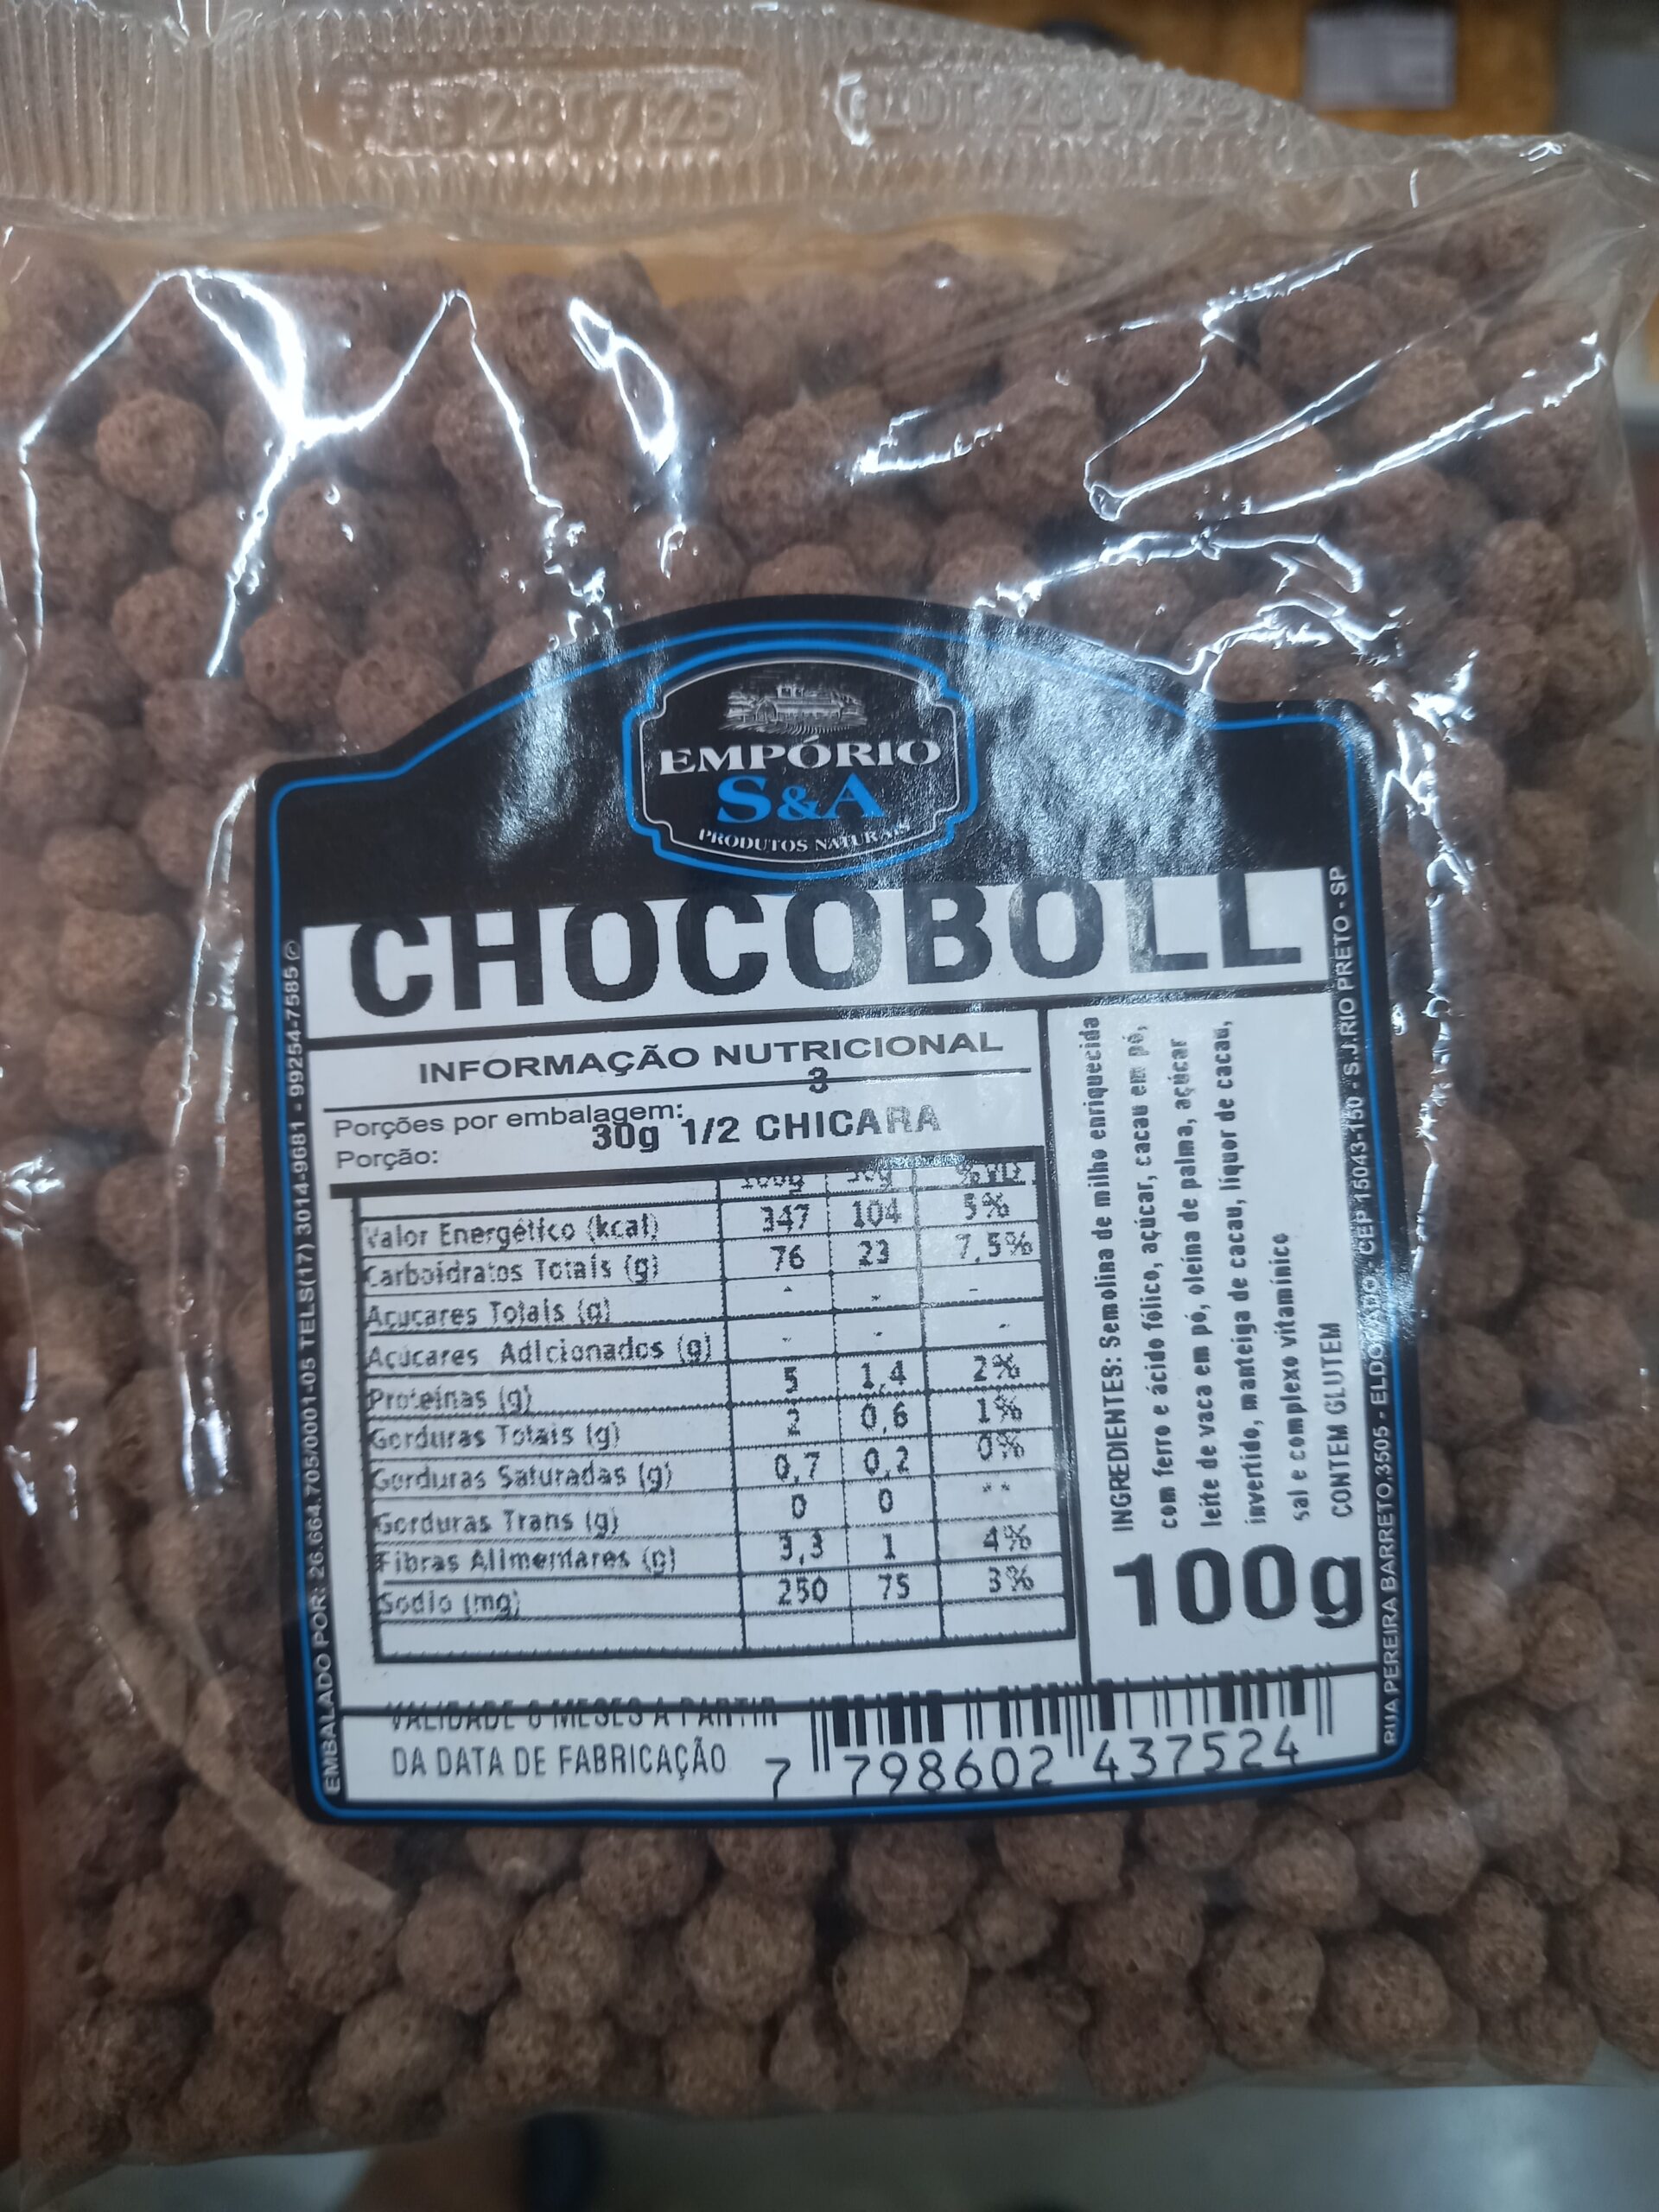 FAB.280725
LOT.280725
EMPÓRIO
S&A
PRODUTOS NATURAIS
CHOCOBOLL
INFORMAÇÃO NUTRICIONAL
Porções por embalagem: 3
Porção: 30g 1/2 CHICARA
100g 30g %VD
Valor Energético (kcal) 347 104 5%
Carboidratos Totais (g) 76 23 7,5%
Açucares Totais (g) - - -
Açúcares Adicionados (g) - - -
Proteínas (g) 5 1,4 2%
Gorduras Totais (g) 2 0,6 1%
Gorduras Saturadas (g) 0,7 0,2 0%
Gorduras Trans (g) 0 0 **
Fibras Alimentares (g) 3,3 1 4%
Sodio (mg) 250 75 3%
INGREDIENTES: Semolina de milho enriquecida
com ferro e ácido fólico, açúcar, cacau em pó,
leite de vaca em pó, oleína de palma, açúcar
invertido, manteiga de cacau, líquor de cacau,
sal e complexo vitamínico
CONTEM GLUTEM
100g
VALIDADE 6 MESES A PARTIR
DA DATA DE FABRICAÇÃO
7 798602 437524
EMBALADO POR: 26.664.705/0001-05 TELS(17) 3014-9681 - 99254-7585
RUA PEREIRA BARRETO,3505 - ELDORADO - CEP 15043-150 - S.J.RIO PRETO - SP